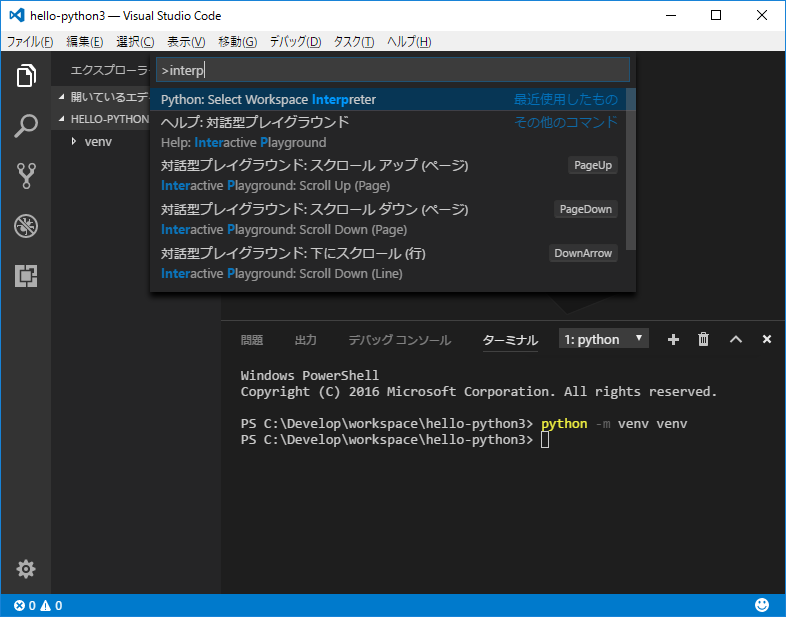 hello-python3 — Visual Studio Code
ファイル(F) 編集(E) 選択(C) 表示(V) 移動(G) デバッグ(D) タスク(T) ヘルプ(H)
エクスプローラー
>interp
開いているエデ
HELLO-PYTHON
venv
Python: Select Workspace Interpreter 最近使用したもの
ヘルプ: 対話型プレイグラウンド その他のコマンド
Help: Interactive Playground
対話型プレイグラウンド: スクロール アップ (ページ) PageUp
Interactive Playground: Scroll Up (Page)
対話型プレイグラウンド: スクロール ダウン (ページ) PageDown
Interactive Playground: Scroll Down (Page)
対話型プレイグラウンド: 下にスクロール (行) DownArrow
Interactive Playground: Scroll Down (Line)
問題 出力 デバッグ コンソール ターミナル 1: python
Windows PowerShell
Copyright (C) 2016 Microsoft Corporation. All rights reserved.
PS C:\Develop\workspace\hello-python3> python -m venv venv
PS C:\Develop\workspace\hello-python3>
0 0